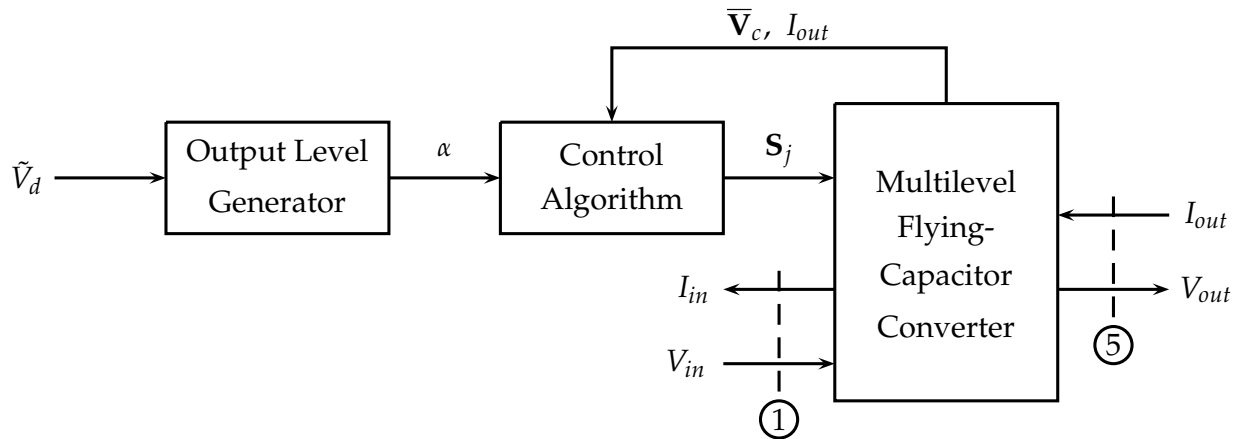 V̅c, Iout
Output Level
Generator
Control
Algorithm
Multilevel
Flying-
Capacitor
Converter
Ṽd
α
Sj
Iout
Vout
Iin
Vin
1
5